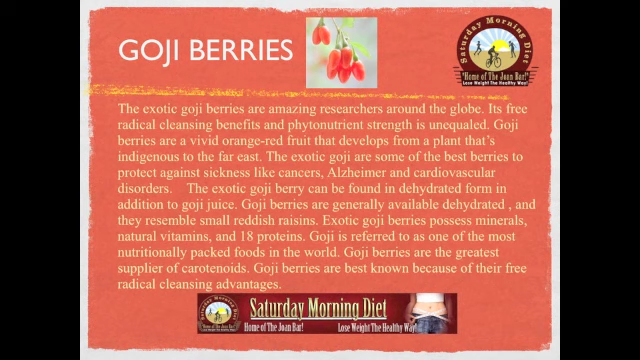 GOJI BERRIES
Saturday Morning Diet
"Home of The Joan Bar!"
Lose Weight The Healthy Way!
The exotic goji berries are amazing researchers around the globe. Its free
radical cleansing benefits and phytonutrient strength is unequaled. Goji
berries are a vivid orange-red fruit that develops from a plant that's
indigenous to the far east. The exotic goji are some of the best berries to
protect against sickness like cancers, Alzheimer and cardiovascular
disorders. The exotic goji berry can be found in dehydrated form in
addition to goji juice. Goji berries are generally available dehydrated , and
they resemble small reddish raisins. Exotic goji berries possess minerals,
natural vitamins, and 18 proteins. Goji is referred to as one of the most
nutritionally packed foods in the world. Goji berries are the greatest
supplier of carotenoids. Goji berries are best known because of their free
radical cleansing advantages.
Saturday Morning Diet
Home of The Joan Bar! Lose Weight The Healthy Way!